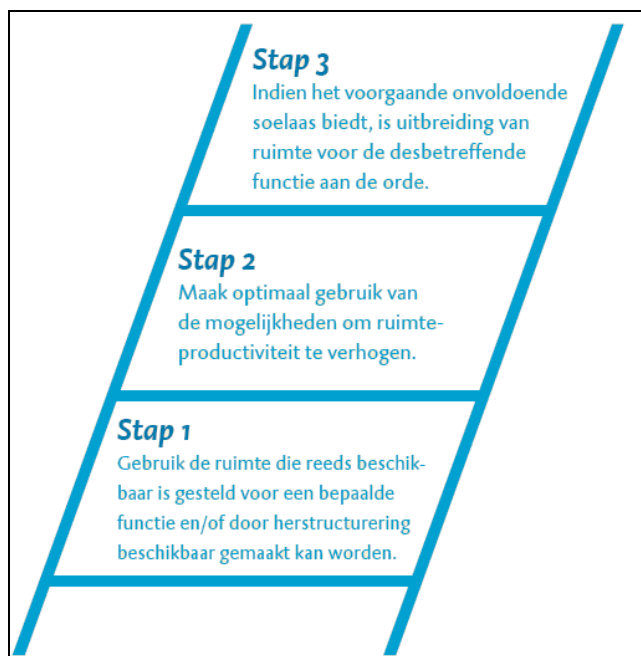 Stap 3
Indien het voorgaande onvoldoende
soelaas biedt, is uitbreiding van
ruimte voor de desbetreffende
functie aan de orde.
Stap 2
Maak optimaal gebruik van
de mogelijkheden om ruimte-
productiviteit te verhogen.
Stap 1
Gebruik de ruimte die reeds beschik-
baar is gesteld voor een bepaalde
functie en/of door herstructurering
beschikbaar gemaakt kan worden.